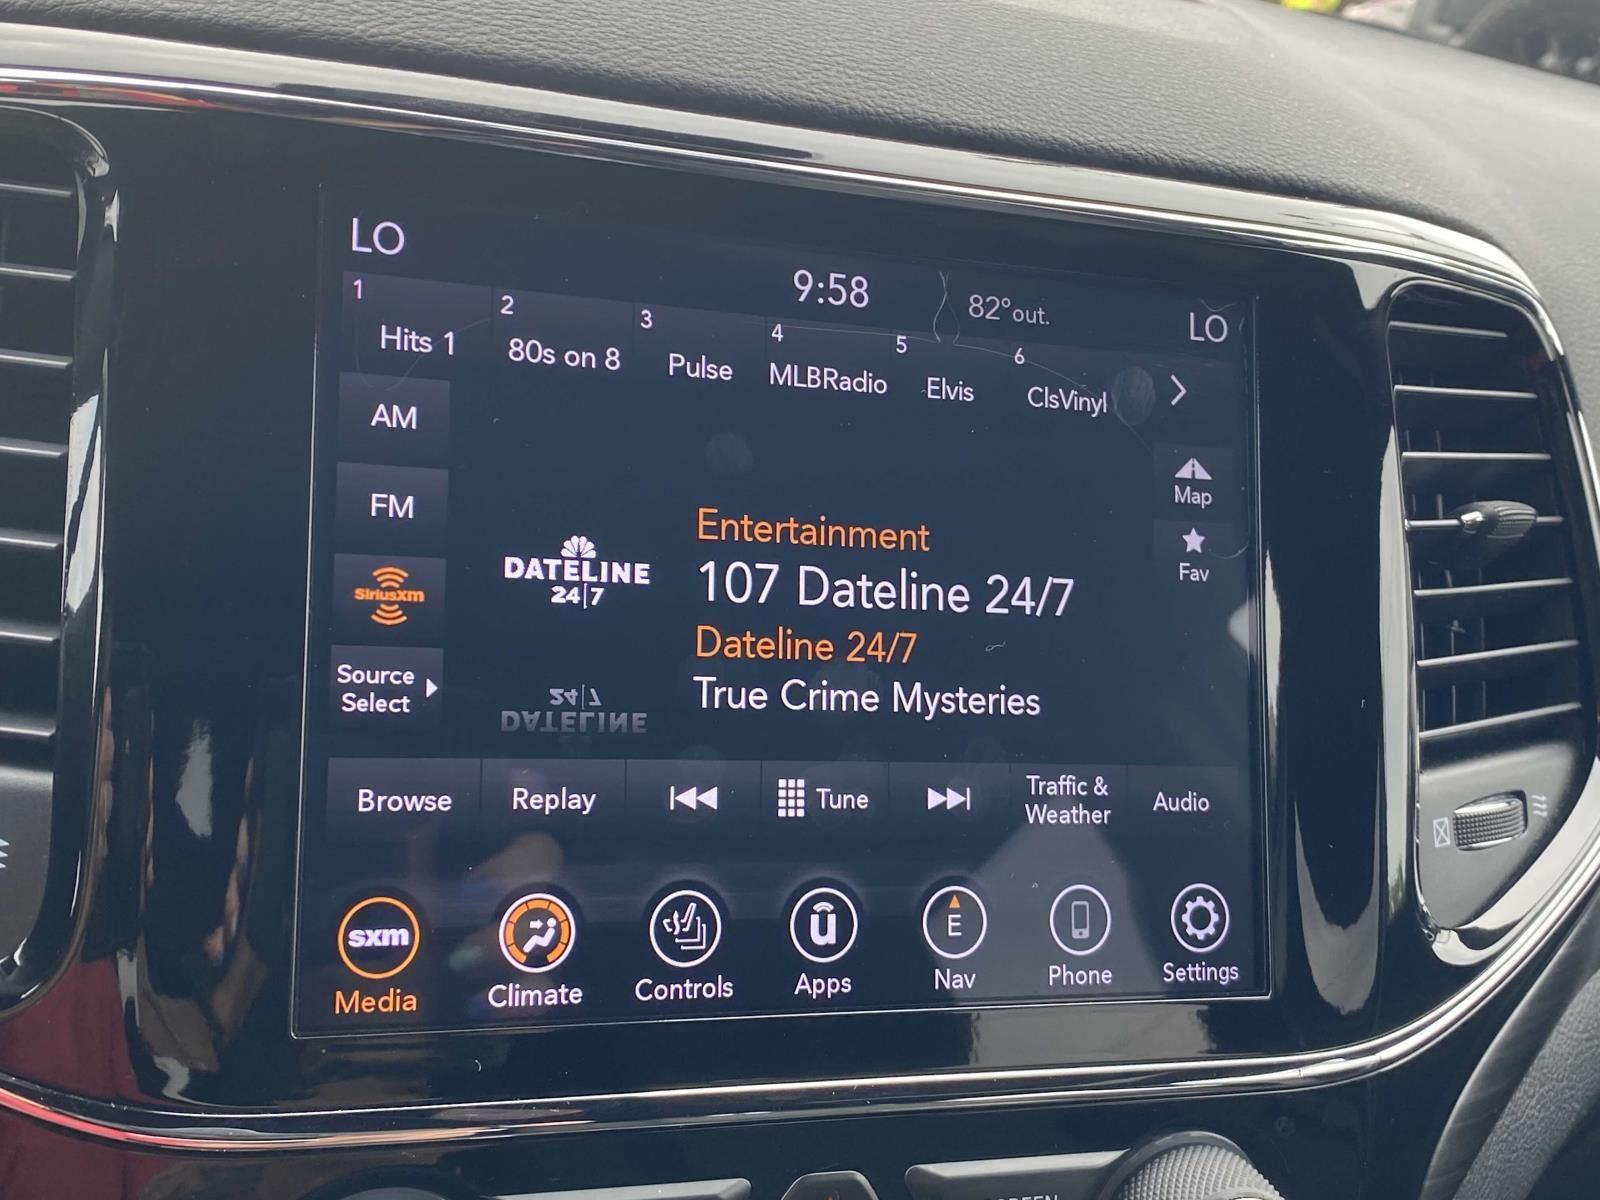 LO
9:58
82°out.
LO
1
Hits 1
2
80s on 8
3
Pulse
4
MLBRadio
5
Elvis
6
ClsVinyl
AM
FM
SiriusXM
Source
Select
Map
Fav
DATELINE
24|7
Entertainment
107 Dateline 24/7
Dateline 24/7
True Crime Mysteries
Browse
Replay
Tune
Traffic &
Weather
Audio
sxm
Media
Climate
Controls
u
Apps
E
Nav
Phone
Settings